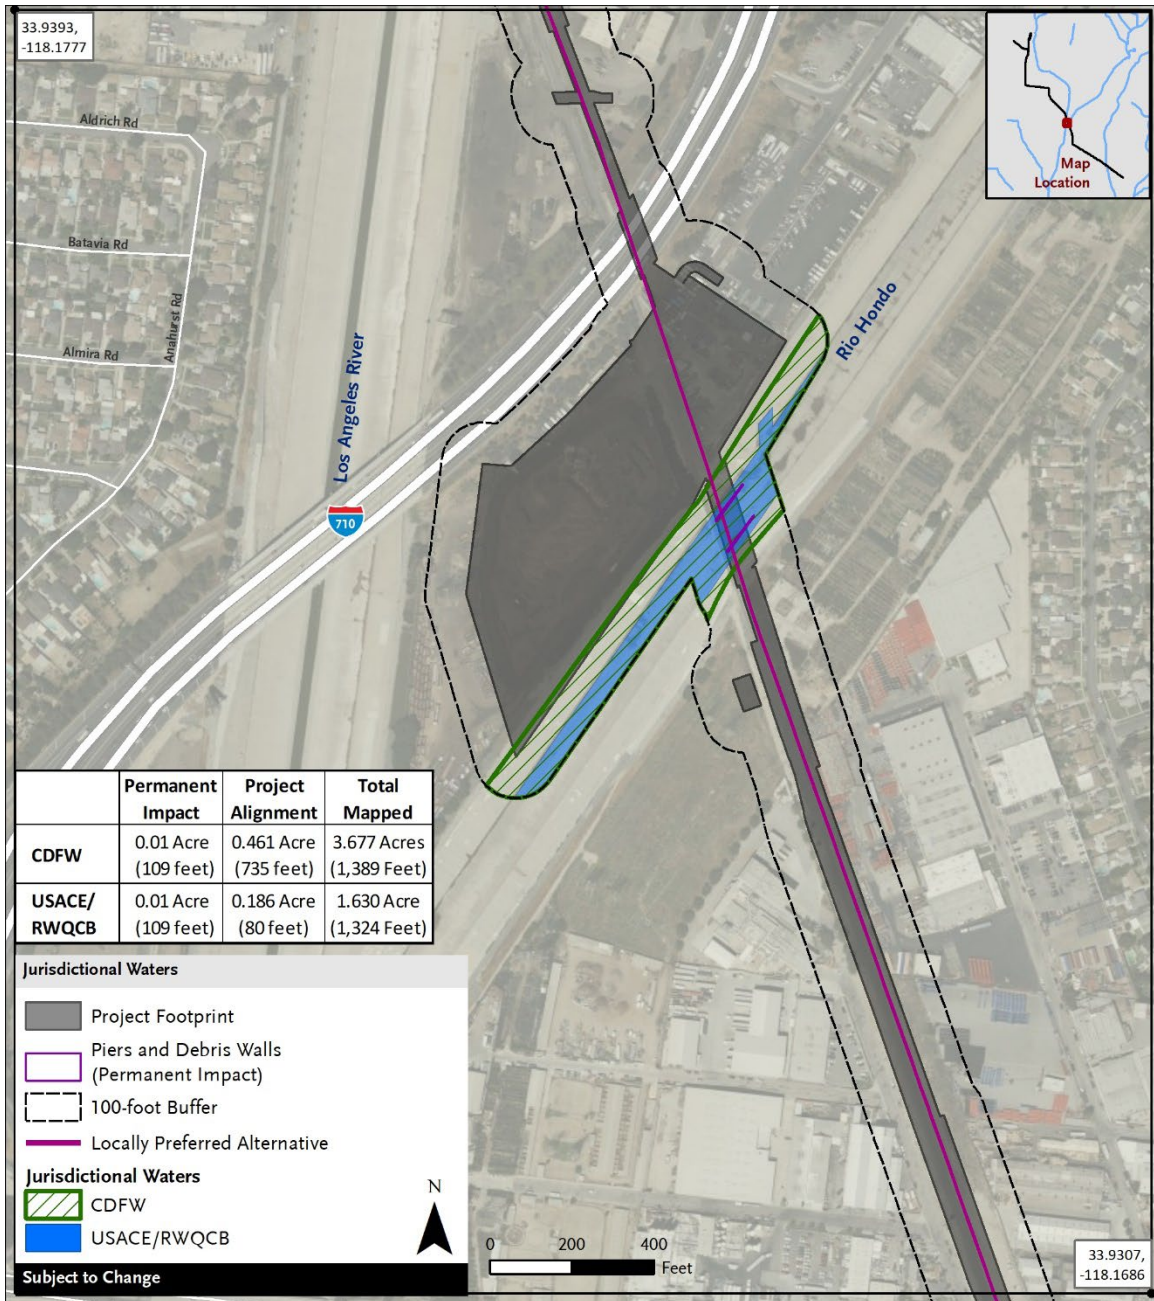 33.9393,
-118.1777
Map
Location
Aldrich Rd
Batavia Rd
Almira Rd
Anahurst Rd
Los Angeles River
Rio Hondo
710
Permanent Impact Project Alignment Total Mapped
CDFW 0.01 Acre (109 feet) 0.461 Acre (735 feet) 3.677 Acres (1,389 Feet)
USACE/ RWQCB 0.01 Acre (109 feet) 0.186 Acre (80 feet) 1.630 Acre (1,324 Feet)
Jurisdictional Waters
Project Footprint
Piers and Debris Walls
(Permanent Impact)
100-foot Buffer
Locally Preferred Alternative
Jurisdictional Waters
CDFW
USACE/RWQCB
N
0 200 400
Feet
Subject to Change
33.9307,
-118.1686